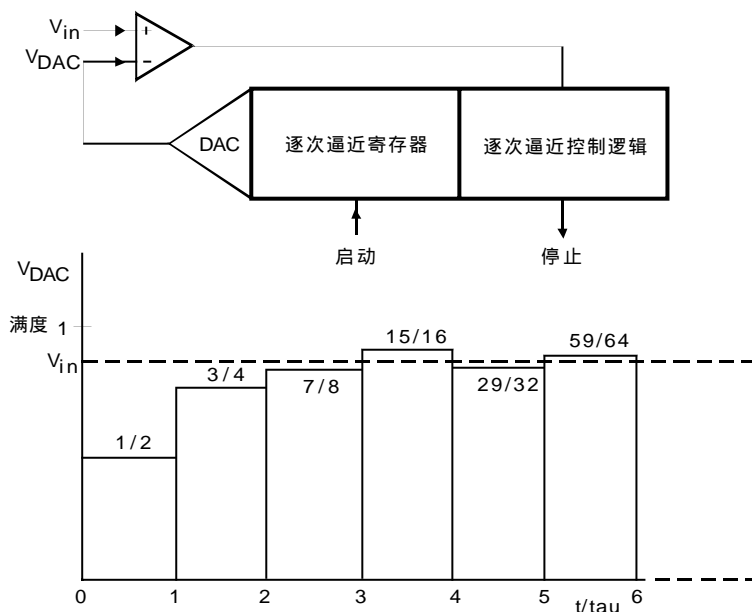 Vin
VDAC
+
-
DAC
逐次逼近寄存器
逐次逼近控制逻辑
启动
停止
VDAC
满度 1
Vin
1/2
3/4
7/8
15/16
29/32
59/64
0 1 2 3 4 5 6
t/tau